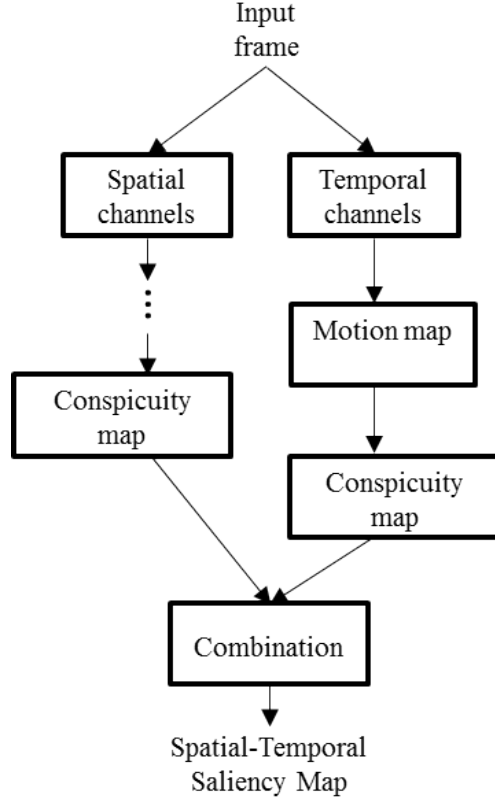 Input
frame
Spatial
channels
Temporal
channels
Motion map
Conspicuity
map
Conspicuity
map
Combination
Spatial-Temporal
Saliency Map